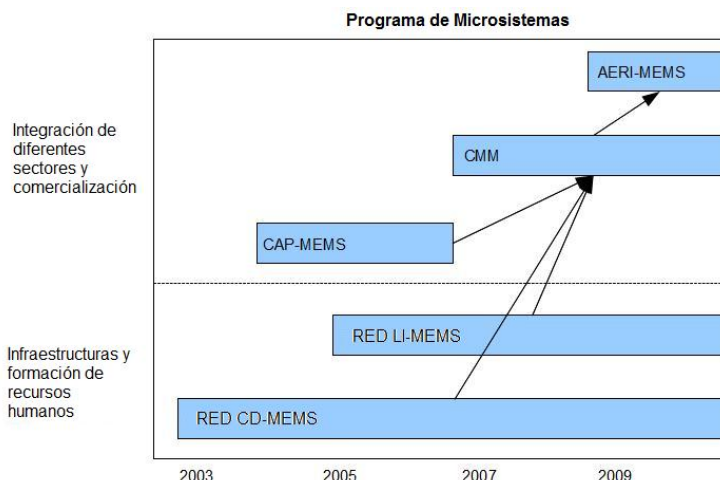 Programa de Microsistemas
AERI-MEMS
Integración de
diferentes
sectores y
comercialización
CMM
CAP-MEMS
RED LI-MEMS
Infraestructuras y
formación de
recursos
humanos
RED CD-MEMS
2003 2005 2007 2009